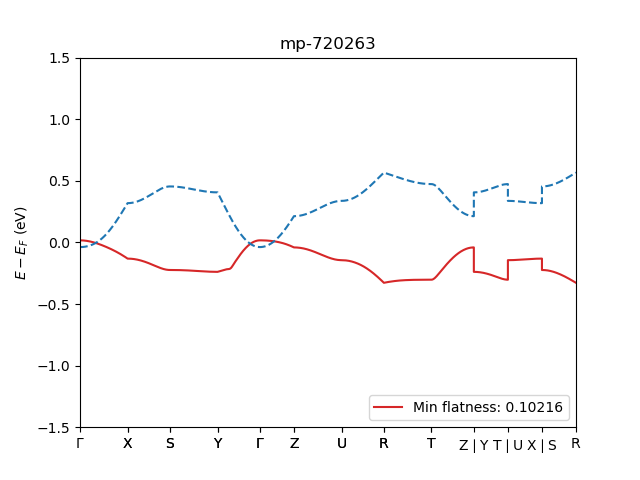 mp-720263
1.5
1.0
0.5
0.0
−0.5
−1.0
−1.5
E − E_F (eV)
Min flatness: 0.10216
Γ X S Y Γ Z U R T Z | Y T | U X | S R